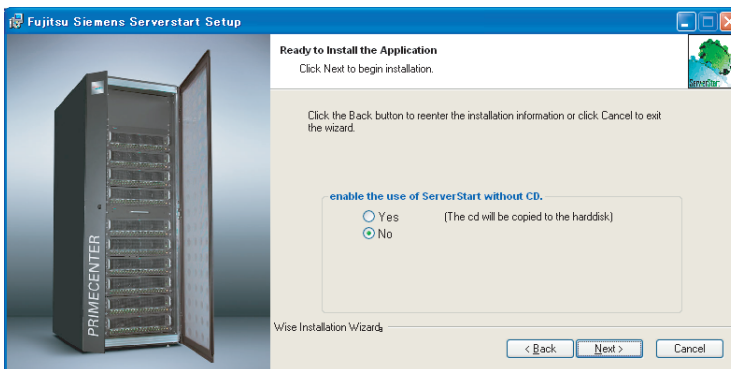 Fujitsu Siemens Serverstart Setup
Ready to Install the Application
Click Next to begin installation.
ServerStart
Click the Back button to reenter the installation information or click Cancel to exit
the wizard.
enable the use of ServerStart without CD.
Yes (The cd will be copied to the harddisk)
No
PRIMECENTER
Wise Installation Wizard
< Back Next > Cancel